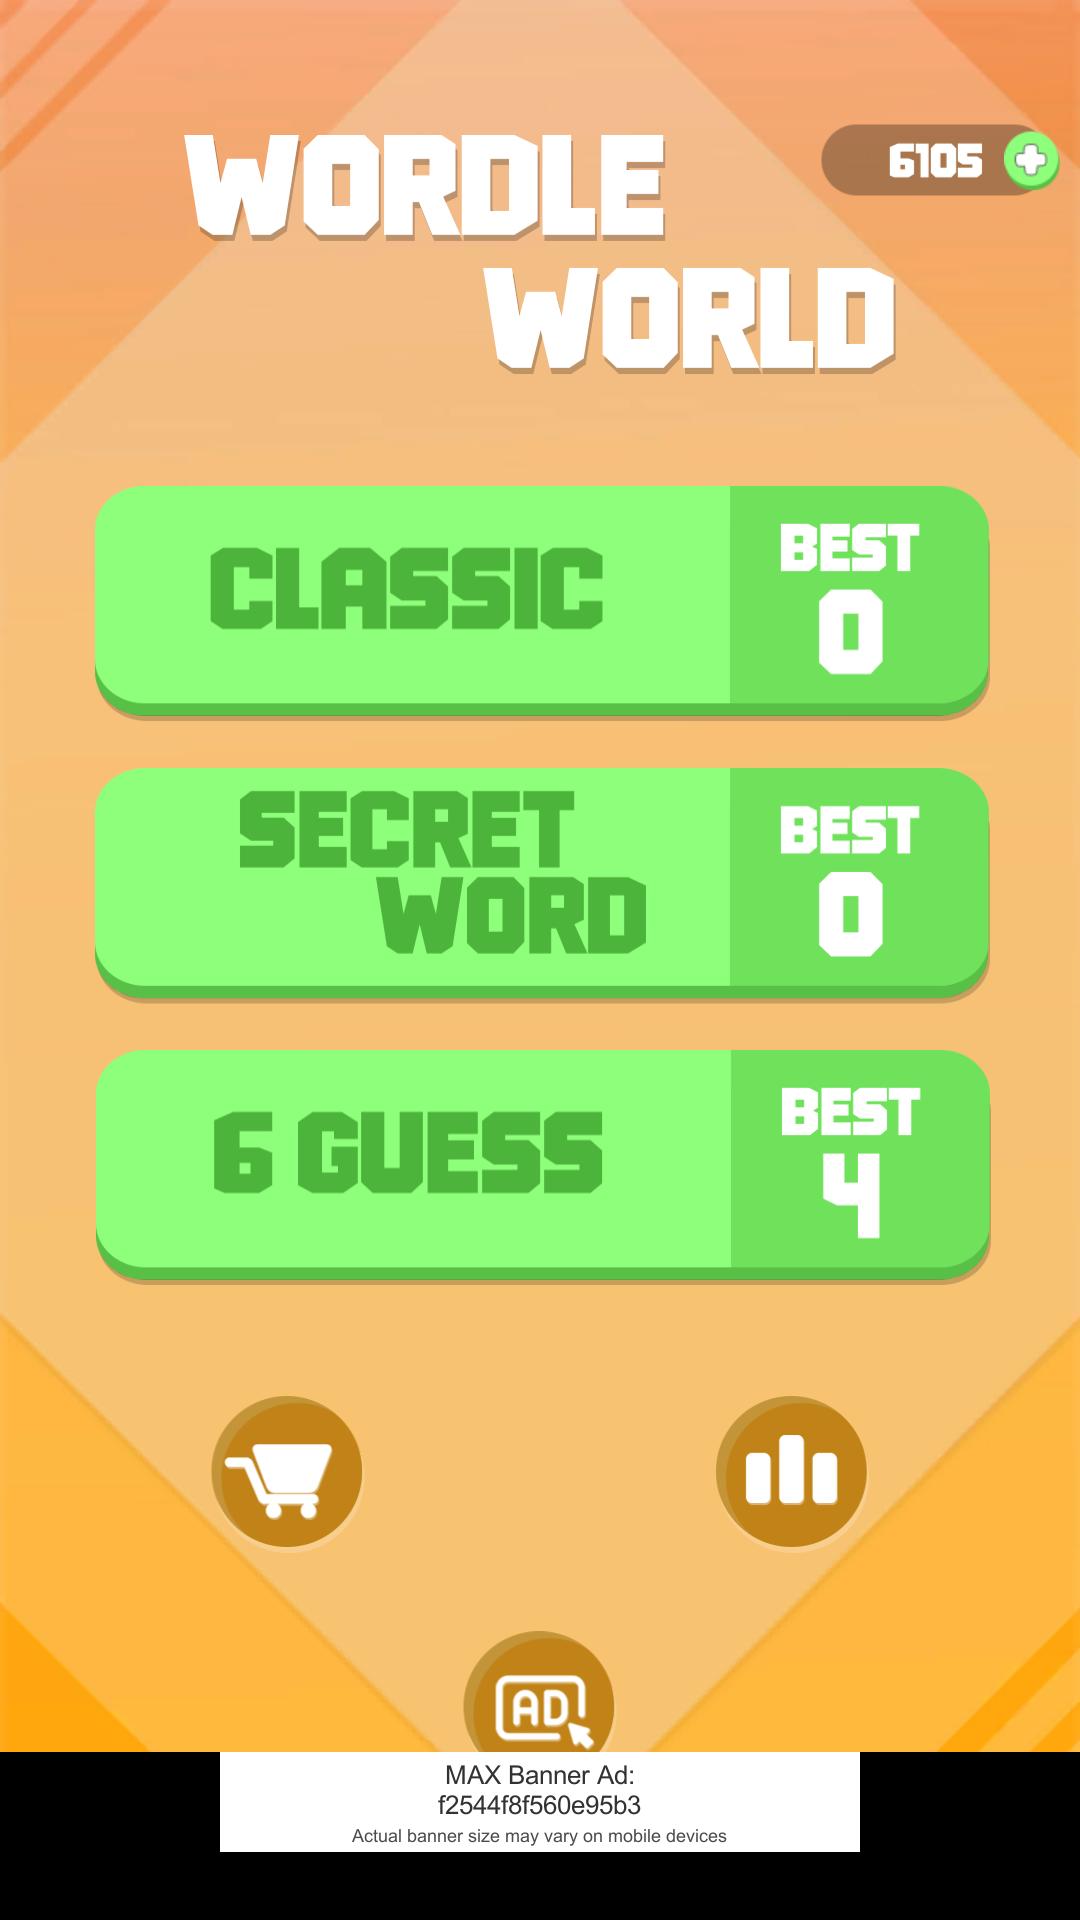 WORDLE
6105
WORLD
CLASSIC
BEST
0
SECRET
WORD
BEST
0
6 GUESS
BEST
4
AD
MAX Banner Ad:
f2544f8f560e95b3
Actual banner size may vary on mobile devices